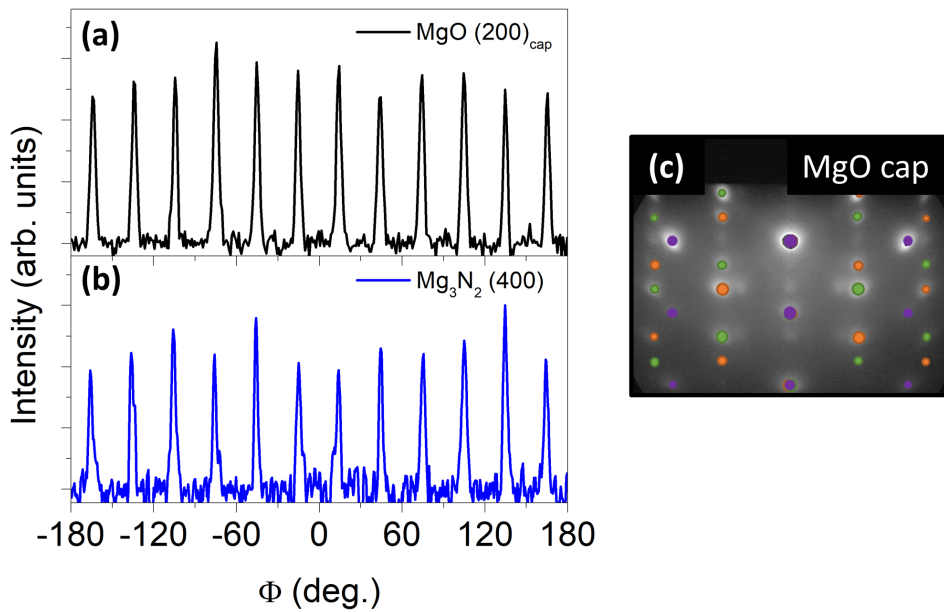 (a)
MgO (200)cap
(b)
Mg3N2 (400)
Intensity (arb. units)
-180 -120 -60 0 60 120 180
Φ (deg.)
(c)
MgO cap